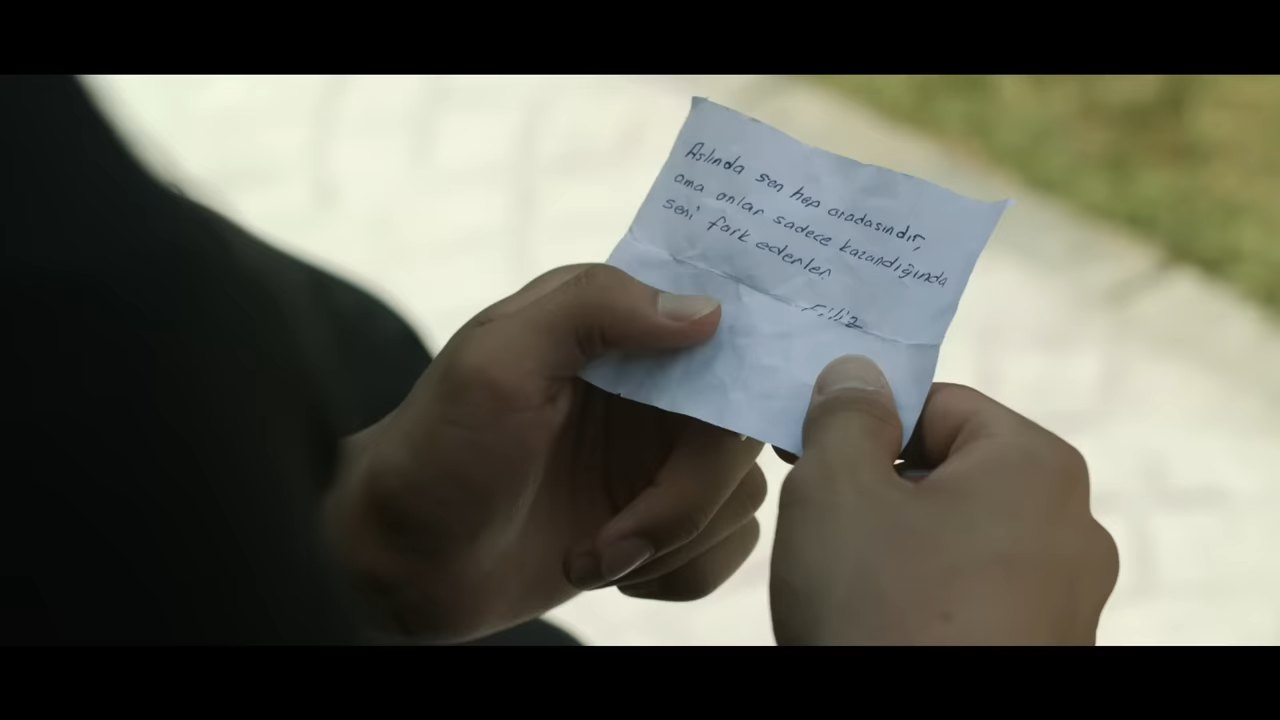 Aslında sen hep oradasındır,
ama onlar sadece kazandığında
seni fark ederler
Filiz